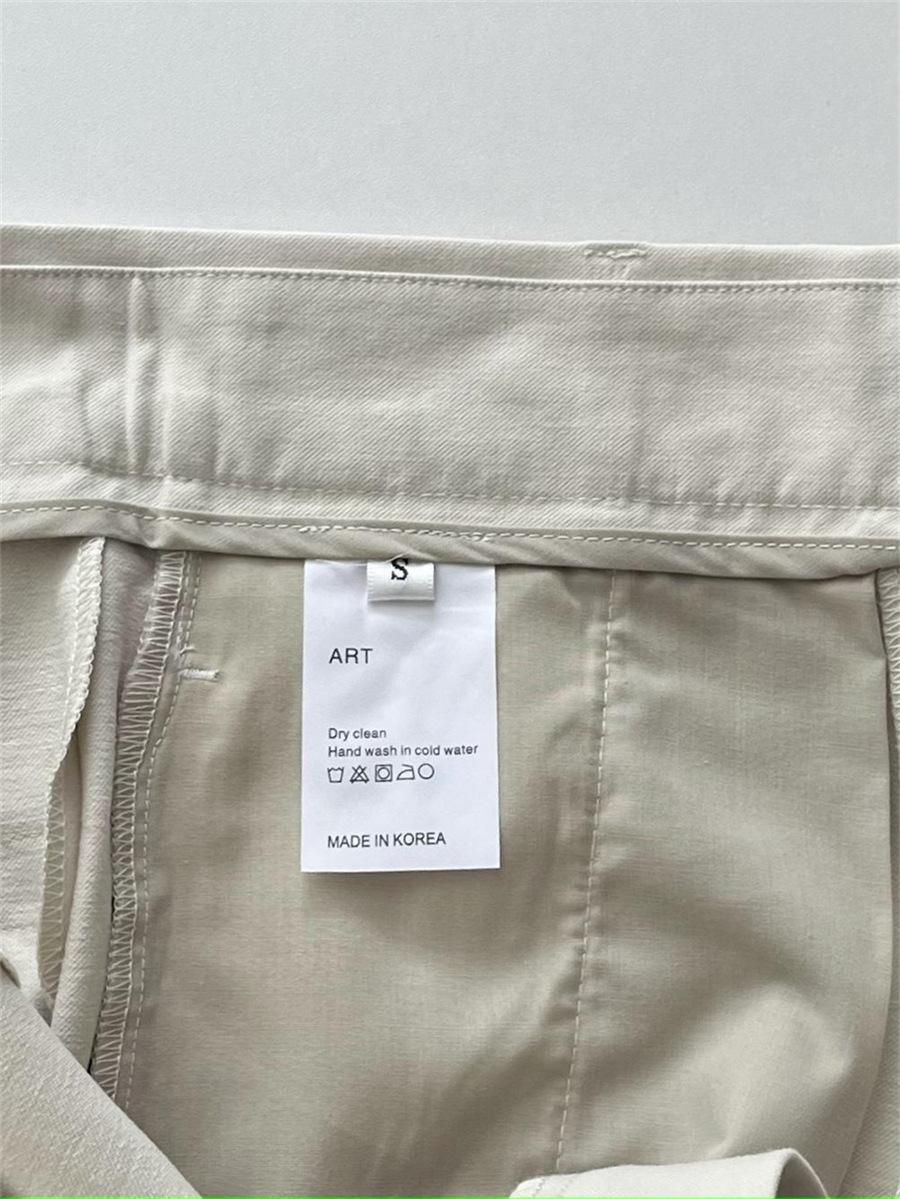 S
ART
Dry clean
Hand wash in cold water
MADE IN KOREA